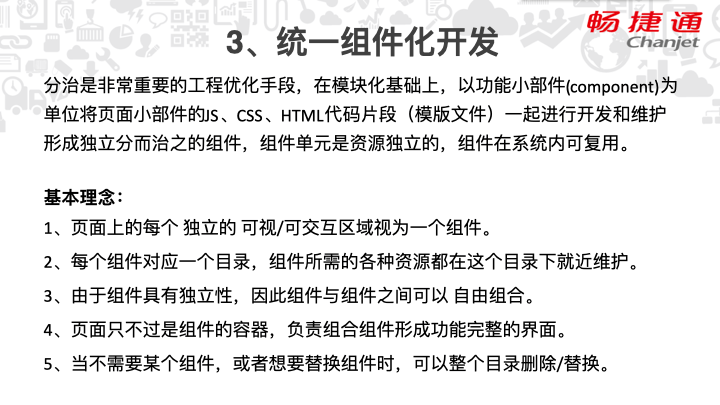 畅捷通
Chanjet
3、统一组件化开发
分治是非常重要的工程优化手段，在模块化基础上，以功能小部件(component)为
单位将页面小部件的JS、CSS、HTML代码片段（模版文件）一起进行开发和维护
形成独立分而治之的组件，组件单元是资源独立的，组件在系统内可复用。
基本理念：
1、页面上的每个 独立的 可视/可交互区域视为一个组件。
2、每个组件对应一个目录，组件所需的各种资源都在这个目录下就近维护。
3、由于组件具有独立性，因此组件与组件之间可以 自由组合。
4、页面只不过是组件的容器，负责组合组件形成功能完整的界面。
5、当不需要某个组件，或者想要替换组件时，可以整个目录删除/替换。